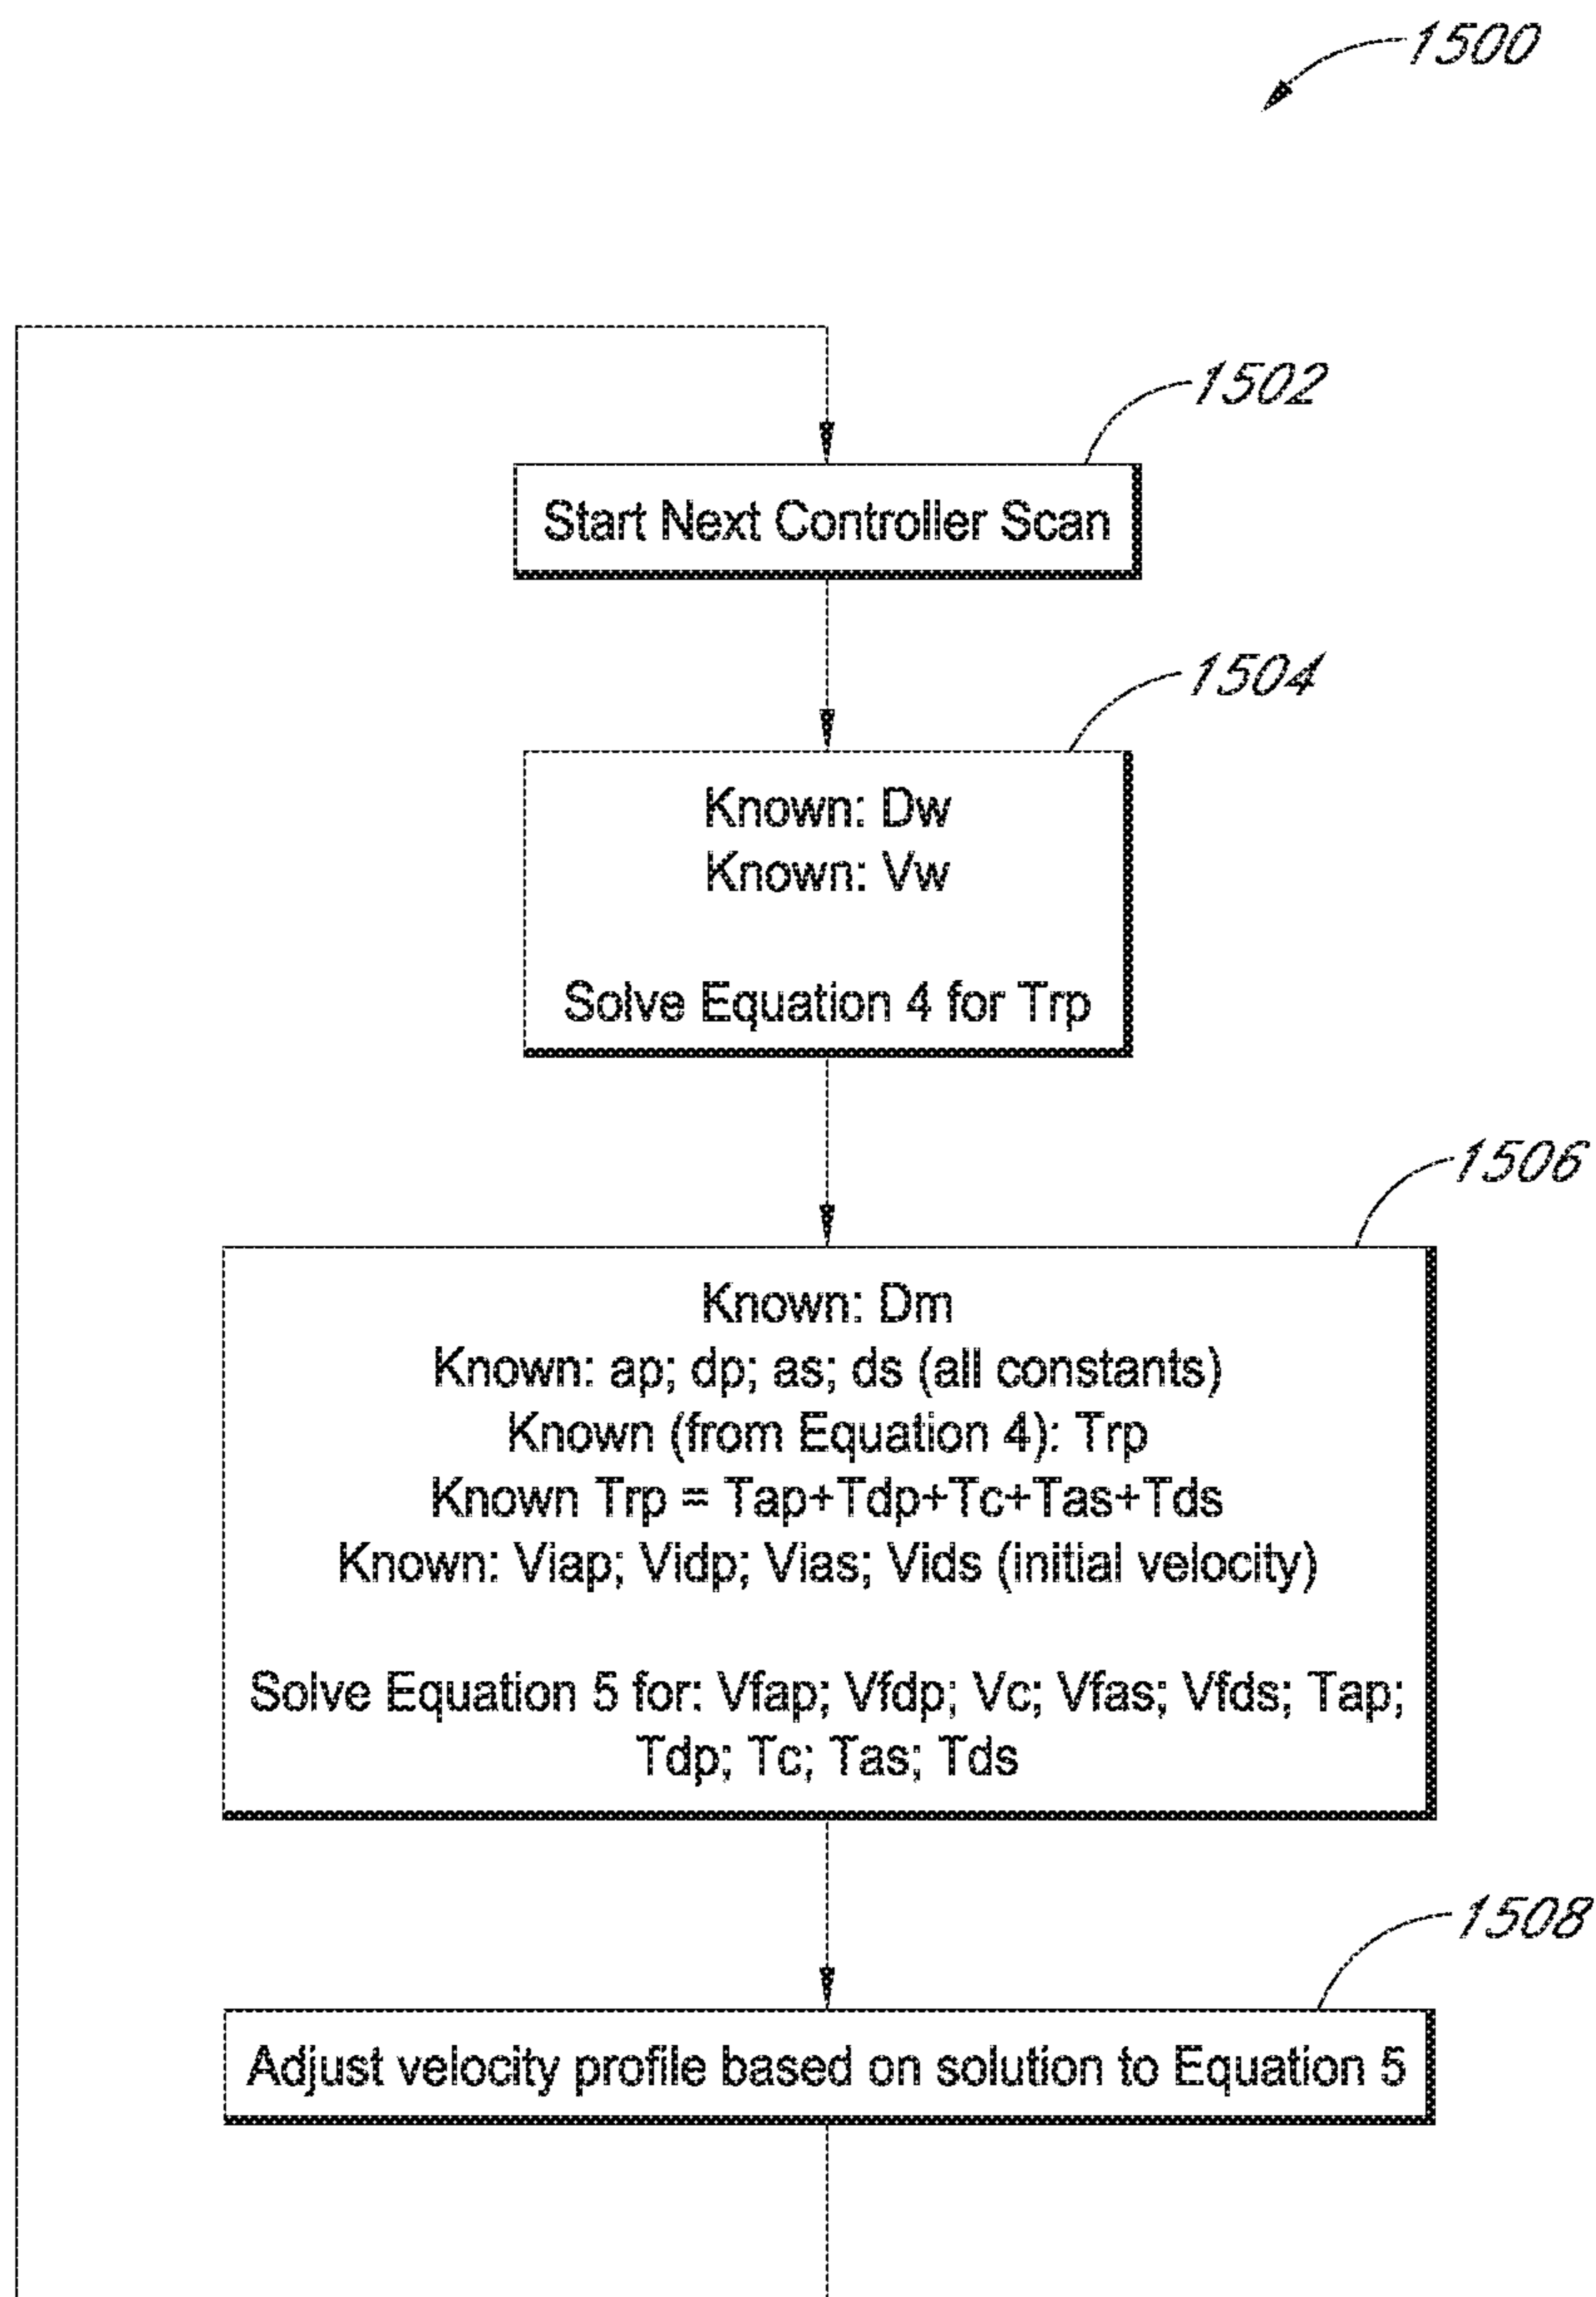 1500
1502
Start Next Controller Scan
1504
Known: Dw
Known: Vw
Solve Equation 4 for Trp
1506
Known: Dm
Known: ap; dp; as; ds (all constants)
Known (from Equation 4): Trp
Known Trp = Tap+Tdp+Tc+Tas+Tds
Known: Viap; Vidp; Vias; Vids (initial velocity)
Solve Equation 5 for: Vfap; Vfdp; Vc; Vfas; Vfds; Tap;
Tdp; Tc; Tas; Tds
1508
Adjust velocity profile based on solution to Equation 5